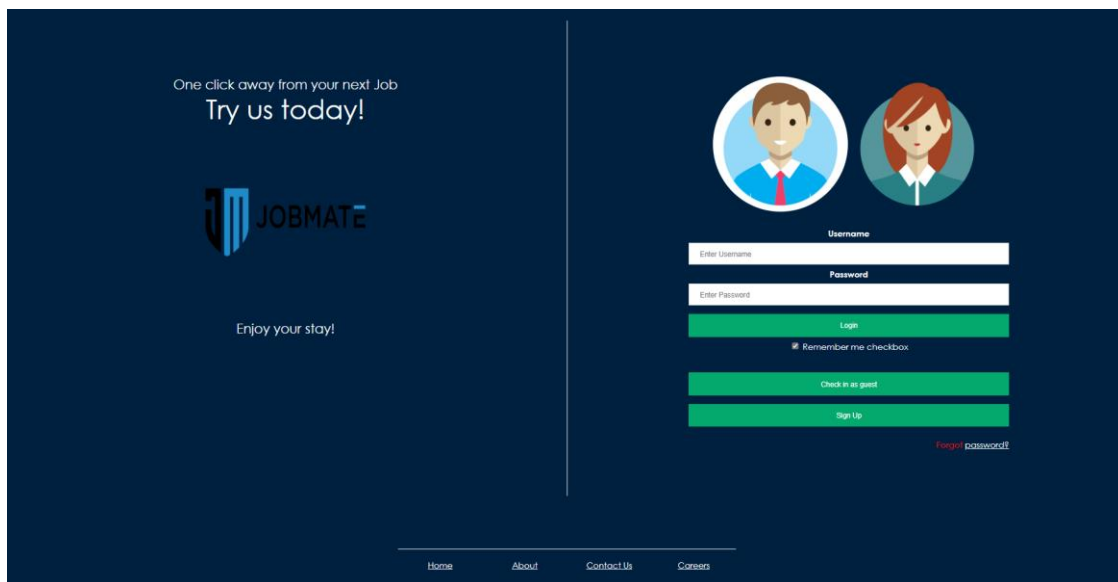 One click away from your next Job
Try us today!
JM JOBMATE
Enjoy your stay!
Username
Enter Username
Password
Enter Password
Login
Remember me checkbox
Check in as guest
Sign Up
Forgot password?
Home About Contact Us Careers